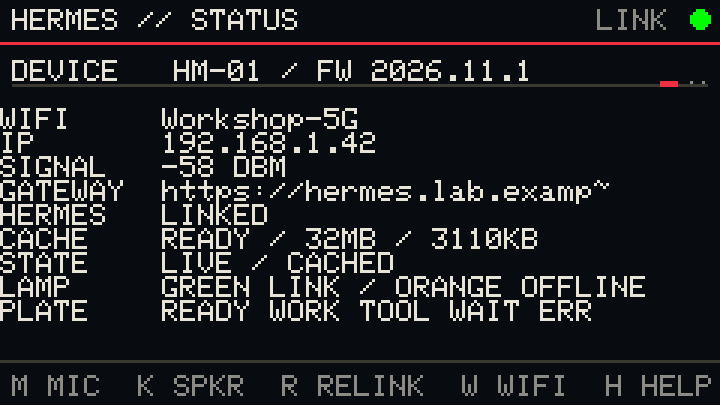 HERMES // STATUS LINK
DEVICE HM-01 / FW 2026.11.1
WIFI Workshop-5G
IP 192.168.1.42
SIGNAL -58 DBM
GATEWAY https://hermes.lab.examp~
HERMES LINKED
CACHE READY / 32MB / 3110KB
STATE LIVE / CACHED
LAMP GREEN LINK / ORANGE OFFLINE
PLATE READY WORK TOOL WAIT ERR
M MIC K SPKR R RELINK W WIFI H HELP